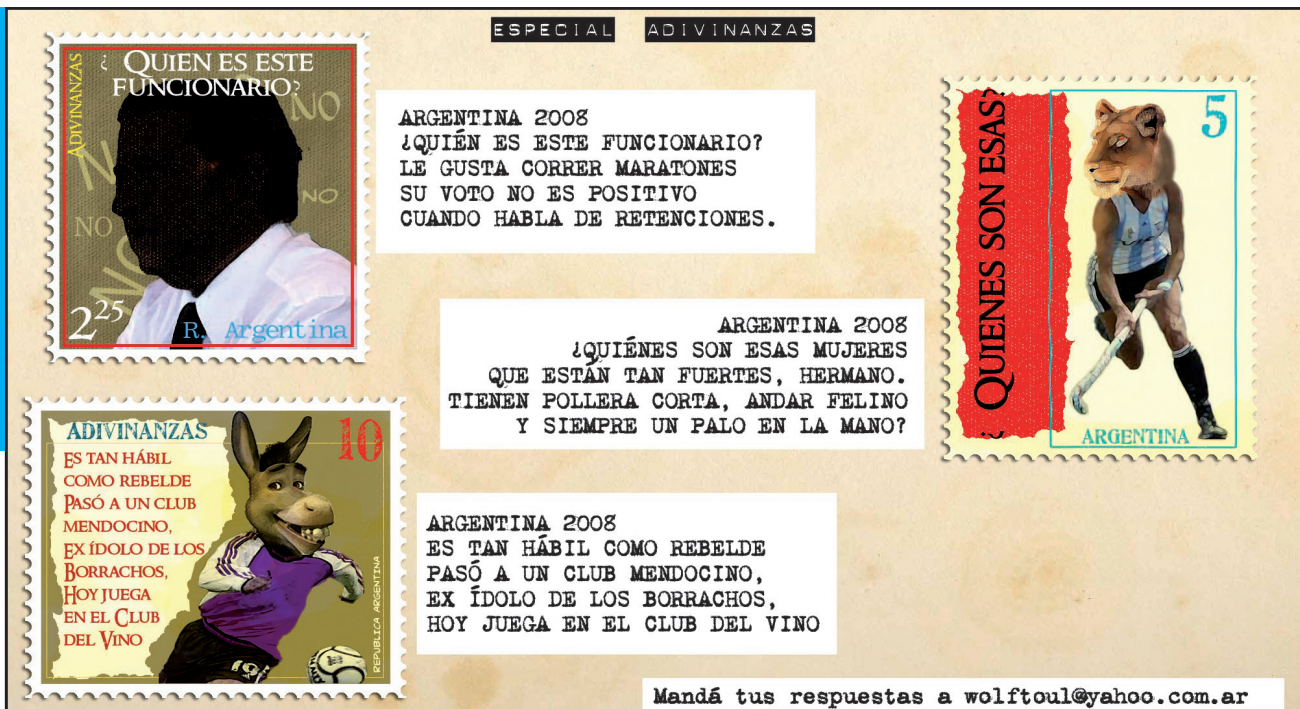 ESPECIAL ADIVINANZAS
ADIVINANZAS
¿ QUIEN ES ESTE
FUNCIONARIO?
NO
NO
NO
NO
2²⁵
R. Argentina
ARGENTINA 2008
¿QUIÉN ES ESTE FUNCIONARIO?
LE GUSTA CORRER MARATONES
SU VOTO NO ES POSITIVO
CUANDO HABLA DE RETENCIONES.
¿ QUIENES SON ESAS?
5
ARGENTINA
ARGENTINA 2008
¿QUIÉNES SON ESAS MUJERES
QUE ESTÁN TAN FUERTES, HERMANO.
TIENEN POLLERA CORTA, ANDAR FELINO
Y SIEMPRE UN PALO EN LA MANO?
ADIVINANZAS
10
ES TAN HÁBIL
COMO REBELDE
PASÓ A UN CLUB
MENDOCINO,
EX ÍDOLO DE LOS
BORRACHOS,
HOY JUEGA
EN EL CLUB
DEL VINO
REPUBLICA ARGENTINA
ARGENTINA 2008
ES TAN HÁBIL COMO REBELDE
PASÓ A UN CLUB MENDOCINO,
EX ÍDOLO DE LOS BORRACHOS,
HOY JUEGA EN EL CLUB DEL VINO
Mandá tus respuestas a wolftoul@yahoo.com.ar